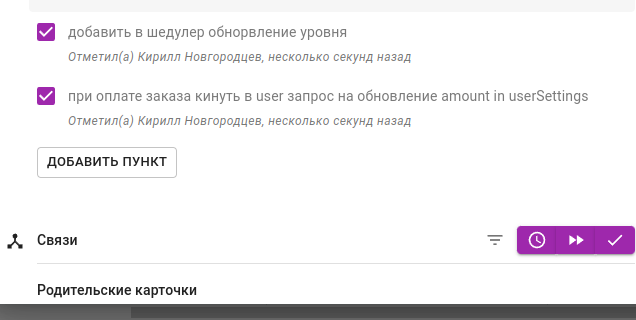 добавить в шедулер обнорвление уровня
Отметил(а) Кирилл Новгородцев, несколько секунд назад
при оплате заказа кинуть в user запрос на обновление amount in userSettings
Отметил(а) Кирилл Новгородцев, несколько секунд назад
ДОБАВИТЬ ПУНКТ
Связи
Родительские карточки